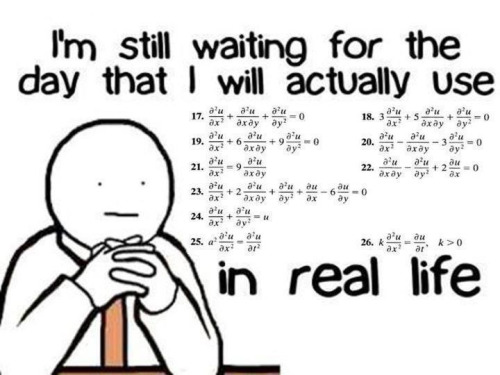 I'm still waiting for the
day that I will actually use
17. ∂²u/∂x² + ∂²u/∂x∂y + ∂²u/∂y² = 0
18. 3 ∂²u/∂x² + 5 ∂²u/∂x∂y + ∂²u/∂y² = 0
19. ∂²u/∂x² + 6 ∂²u/∂x∂y + 9 ∂²u/∂y² = 0
20. ∂²u/∂x² − ∂²u/∂x∂y − 3 ∂²u/∂y² = 0
21. ∂²u/∂x² = 9 ∂²u/∂x∂y
22. ∂²u/∂x∂y − ∂²u/∂y² + 2 ∂u/∂x = 0
23. ∂²u/∂x² + 2 ∂²u/∂x∂y + ∂²u/∂y² + ∂u/∂x − 6 ∂u/∂y = 0
24. ∂²u/∂x² + ∂²u/∂y² = u
25. a² ∂²u/∂x² = ∂²u/∂t²
26. k ∂²u/∂x² = ∂u/∂t, k > 0
in real life